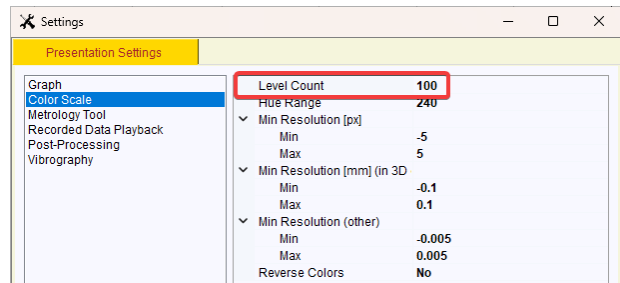 Settings
Presentation Settings
Graph
Color Scale
Metrology Tool
Recorded Data Playback
Post-Processing
Vibrography
Level Count 100
Hue Range 240
Min Resolution [px]
Min -5
Max 5
Min Resolution [mm] (in 3D
Min -0.1
Max 0.1
Min Resolution (other)
Min -0.005
Max 0.005
Reverse Colors No